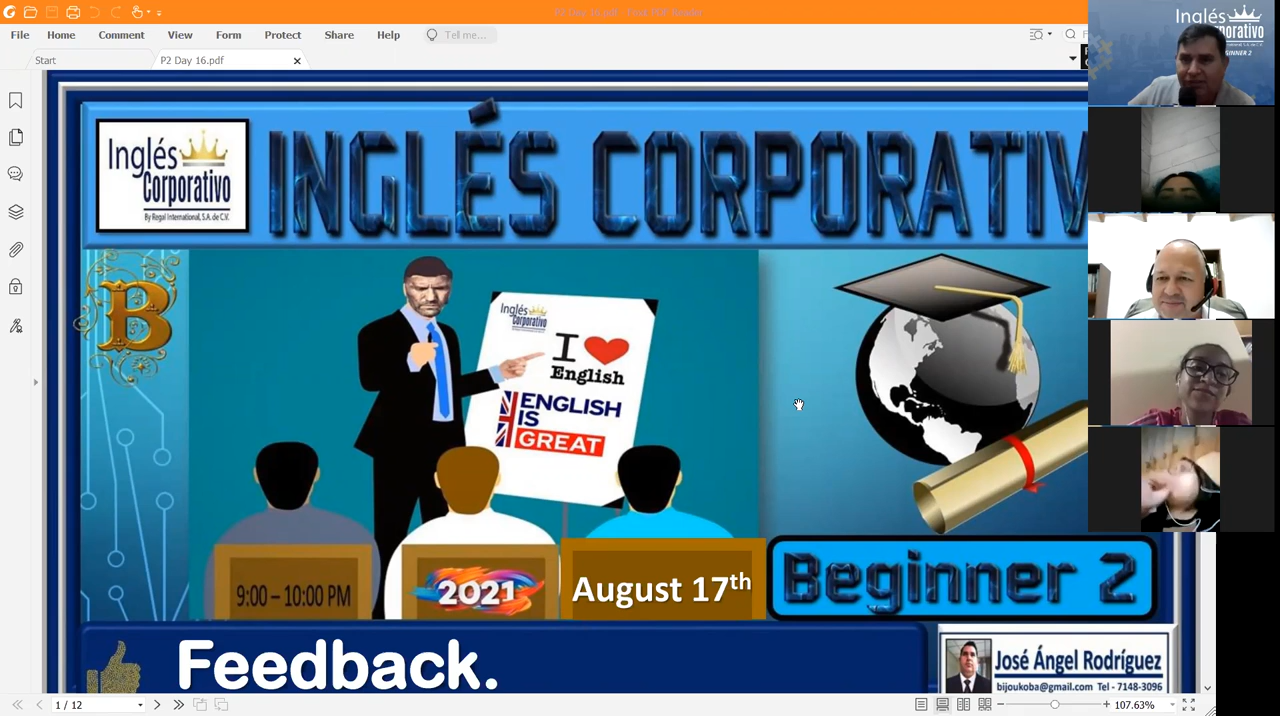 P2 Day 16.pdf - Foxit PDF Reader
File Home Comment View Form Protect Share Help Tell me...
Start P2 Day 16.pdf
Inglés
Corporativo
By Regal International, S.A. de C.V.
INGLÉS CORPORATIV
Inglés
Corporativo
B
Inglés
Corporativo
I
English
ENGLISH
IS
GREAT
9:00 – 10:00 PM
2021
August 17th
Beginner 2
Feedback.
José Ángel Rodríguez
bijoukoba@gmail.com Tel - 7148-3096
1 / 12
107.63%